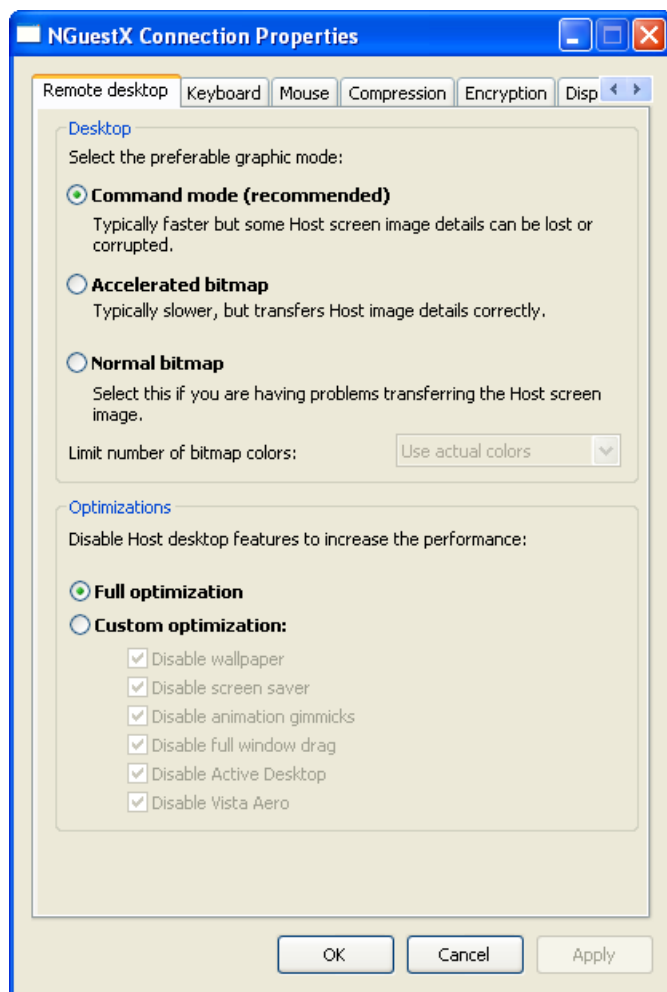 NGuestX Connection Properties
Remote desktop Keyboard Mouse Compression Encryption Disp
Desktop
Select the preferable graphic mode:
Command mode (recommended)
Typically faster but some Host screen image details can be lost or
corrupted.
Accelerated bitmap
Typically slower, but transfers Host image details correctly.
Normal bitmap
Select this if you are having problems transferring the Host screen
image.
Limit number of bitmap colors: Use actual colors
Optimizations
Disable Host desktop features to increase the performance:
Full optimization
Custom optimization:
Disable wallpaper
Disable screen saver
Disable animation gimmicks
Disable full window drag
Disable Active Desktop
Disable Vista Aero
OK Cancel Apply